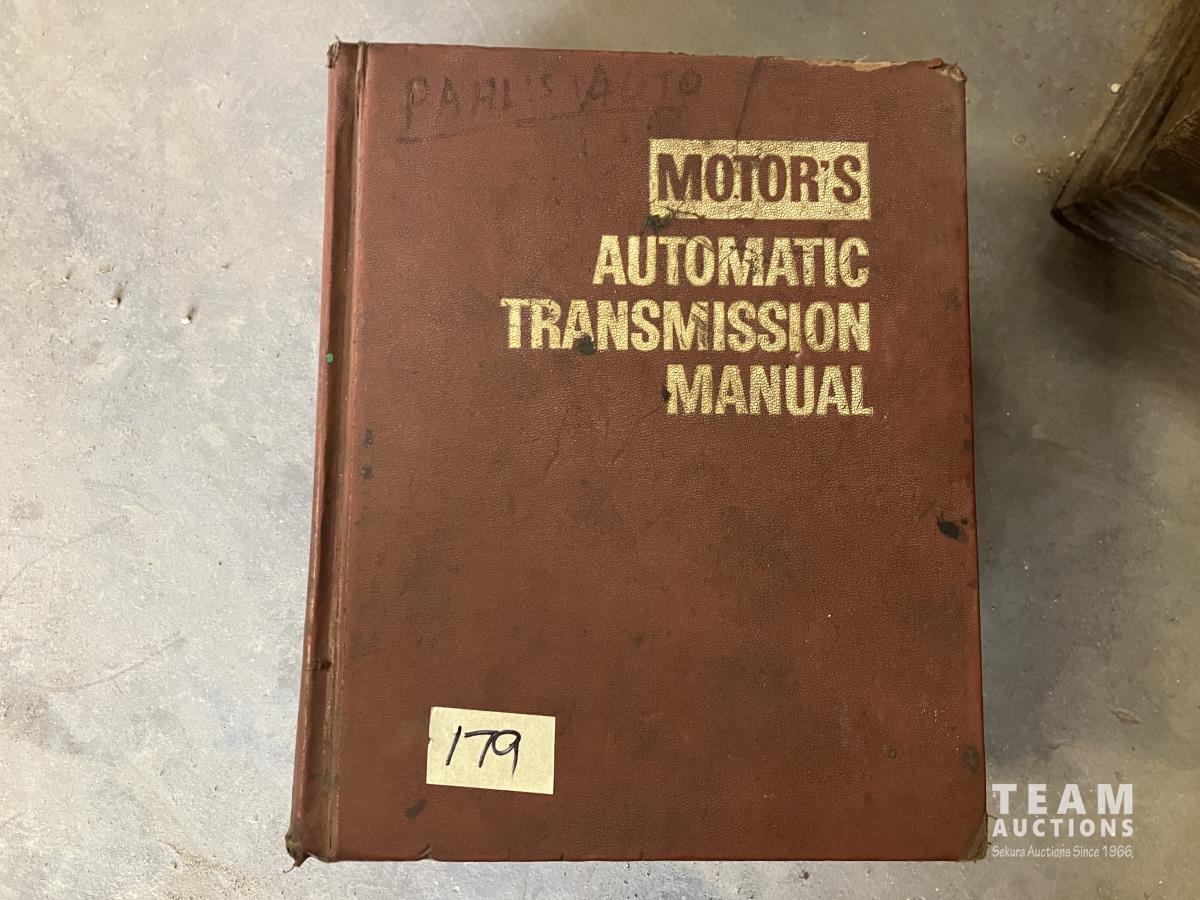 PAHL'S AUTO
MOTOR'S
AUTOMATIC
TRANSMISSION
MANUAL
179
TEAM
AUCTIONS
Sekura Auctions Since 1966.